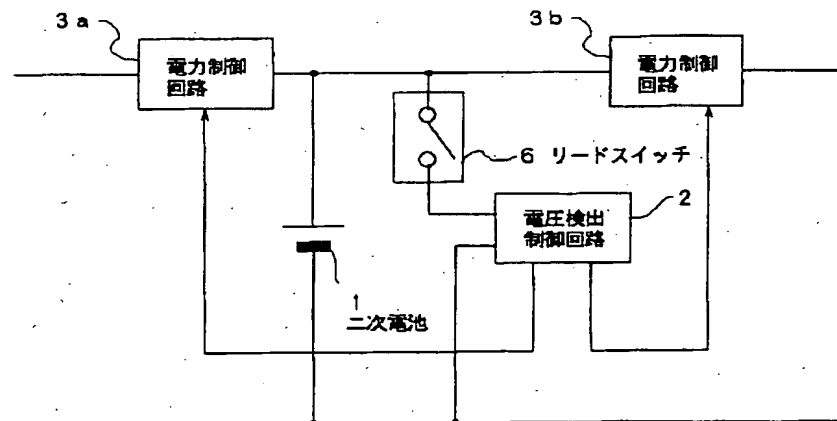 3a
電力制御
回路
3b
電力制御
回路
6 リードスイッチ
電圧検出
制御回路
2
1
二次電池